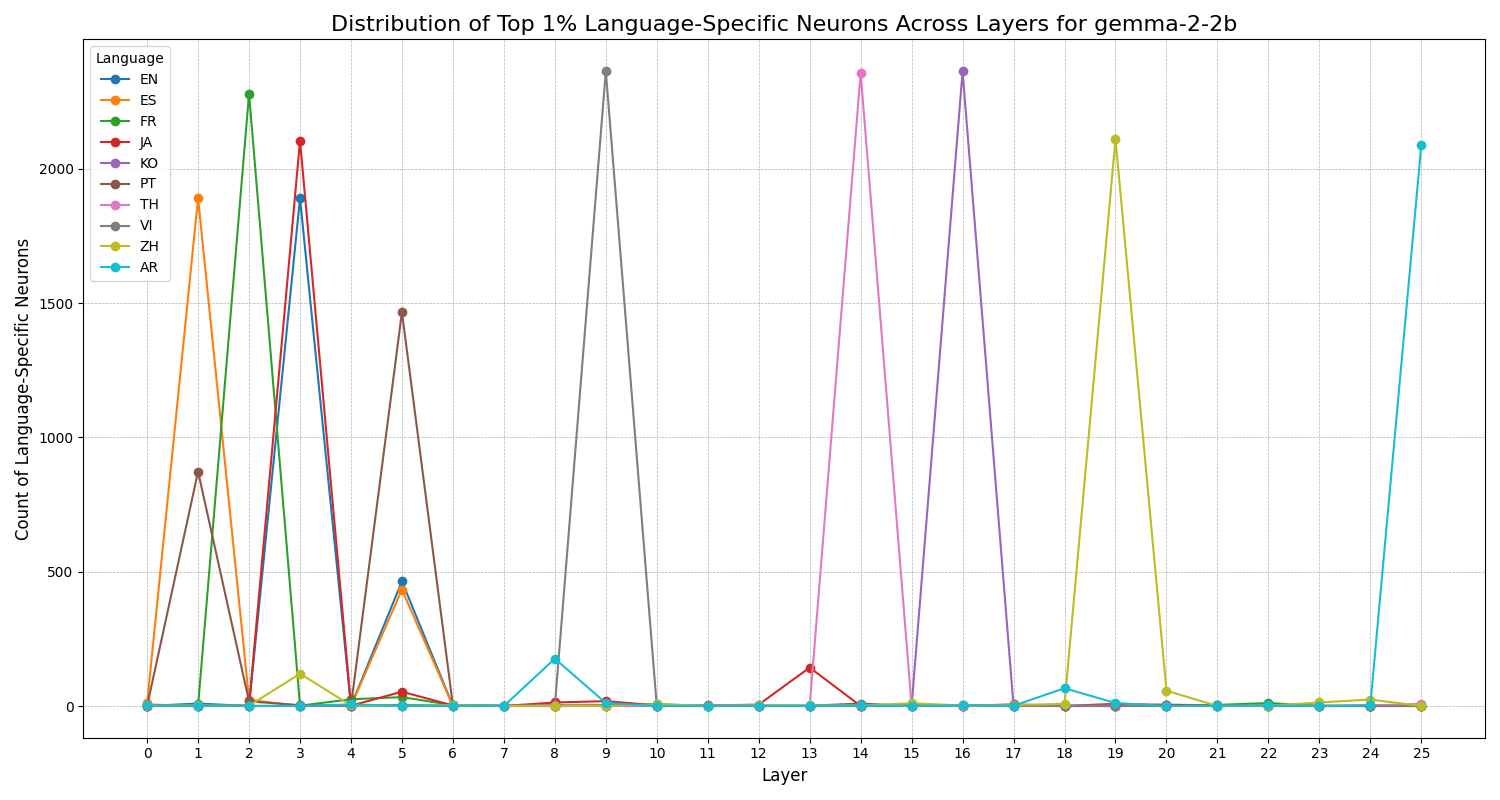 Distribution of Top 1% Language-Specific Neurons Across Layers for gemma-2-2b
Language
EN
ES
FR
JA
KO
PT
TH
VI
ZH
AR
2000
1500
1000
500
0
Count of Language-Specific Neurons
0 1 2 3 4 5 6 7 8 9 10 11 12 13 14 15 16 17 18 19 20 21 22 23 24 25
Layer